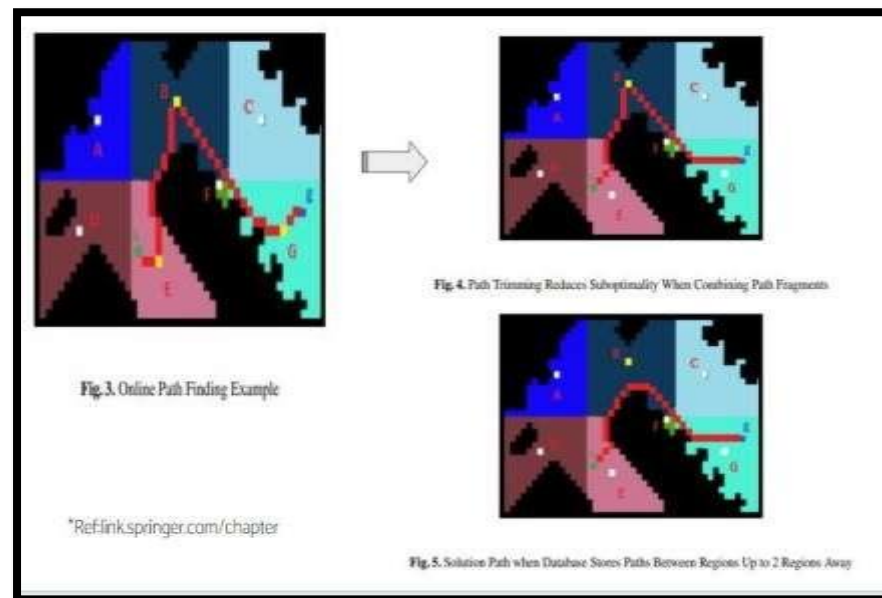 B
C
A
F
E
G
E
Fig. 3. Online Path Finding Example
B
C
A
F
E
G
E
Fig. 4. Path Trimming Reduces Suboptimality When Combining Path Fragments
C
A
F
E
G
E
Fig. 5. Solution Path when Database Stores Paths Between Regions Up to 2 Regions Away
*Ref:link.springer.com/chapter